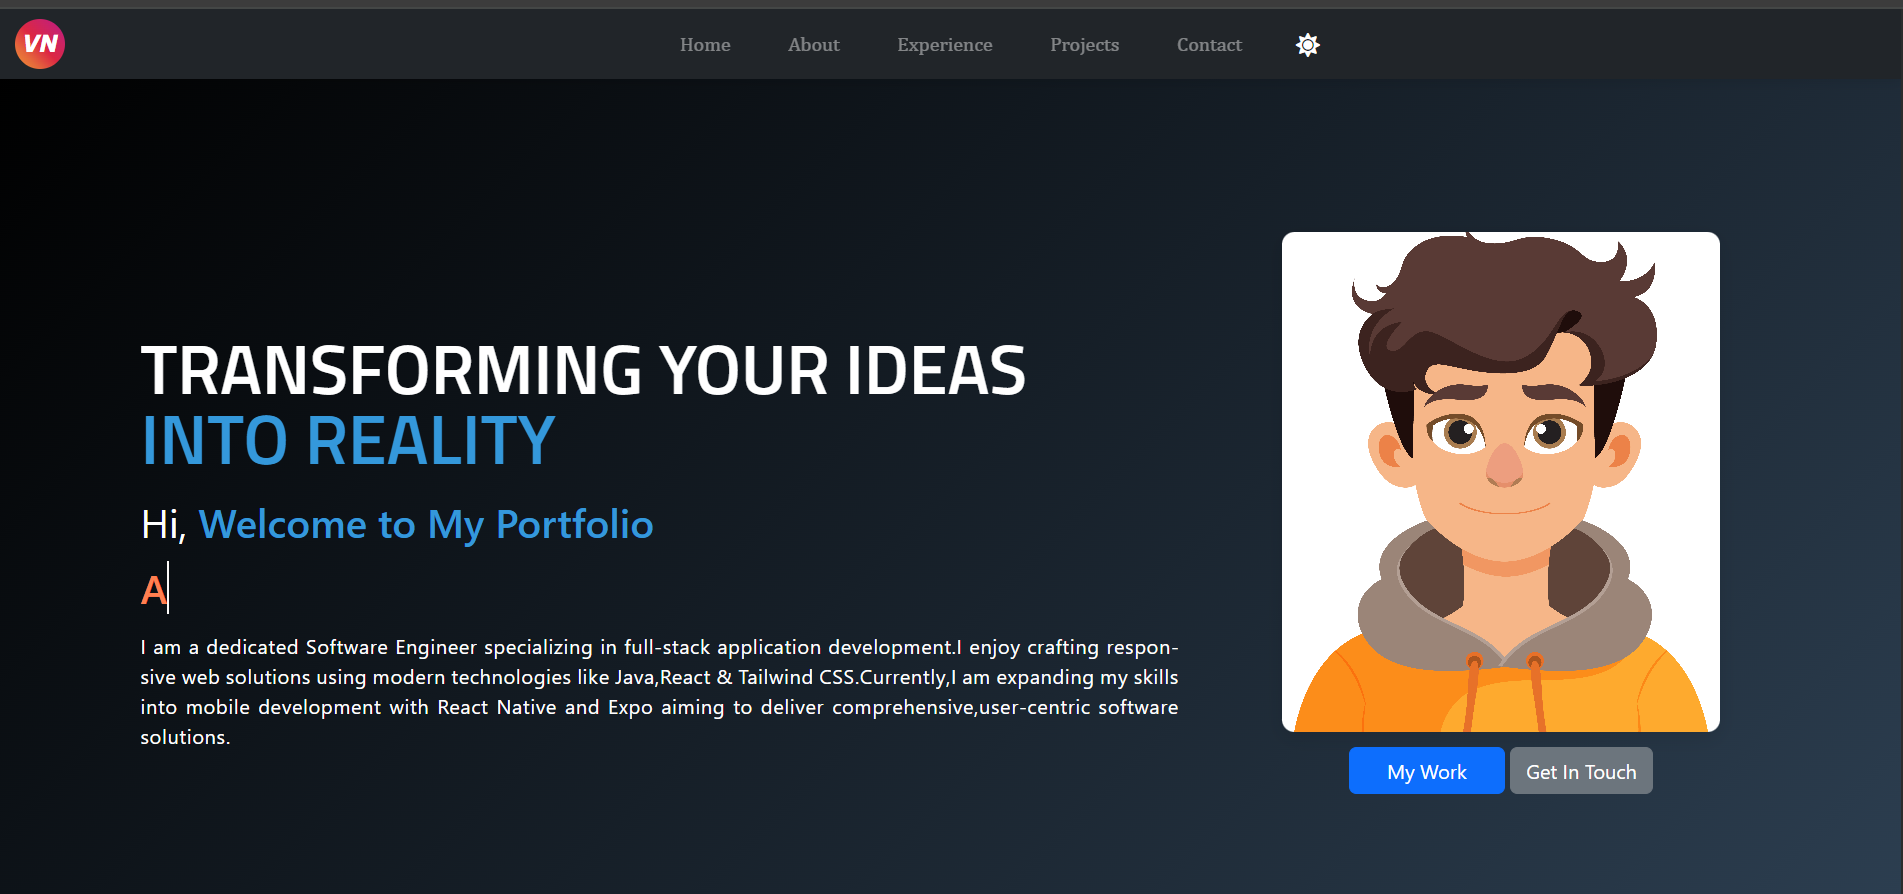 VN
Home About Experience Projects Contact
TRANSFORMING YOUR IDEAS
INTO REALITY
Hi, Welcome to My Portfolio
A
I am a dedicated Software Engineer specializing in full-stack application development.I enjoy crafting respon-
sive web solutions using modern technologies like Java,React & Tailwind CSS.Currently,I am expanding my skills
into mobile development with React Native and Expo aiming to deliver comprehensive,user-centric software
solutions.
My Work Get In Touch